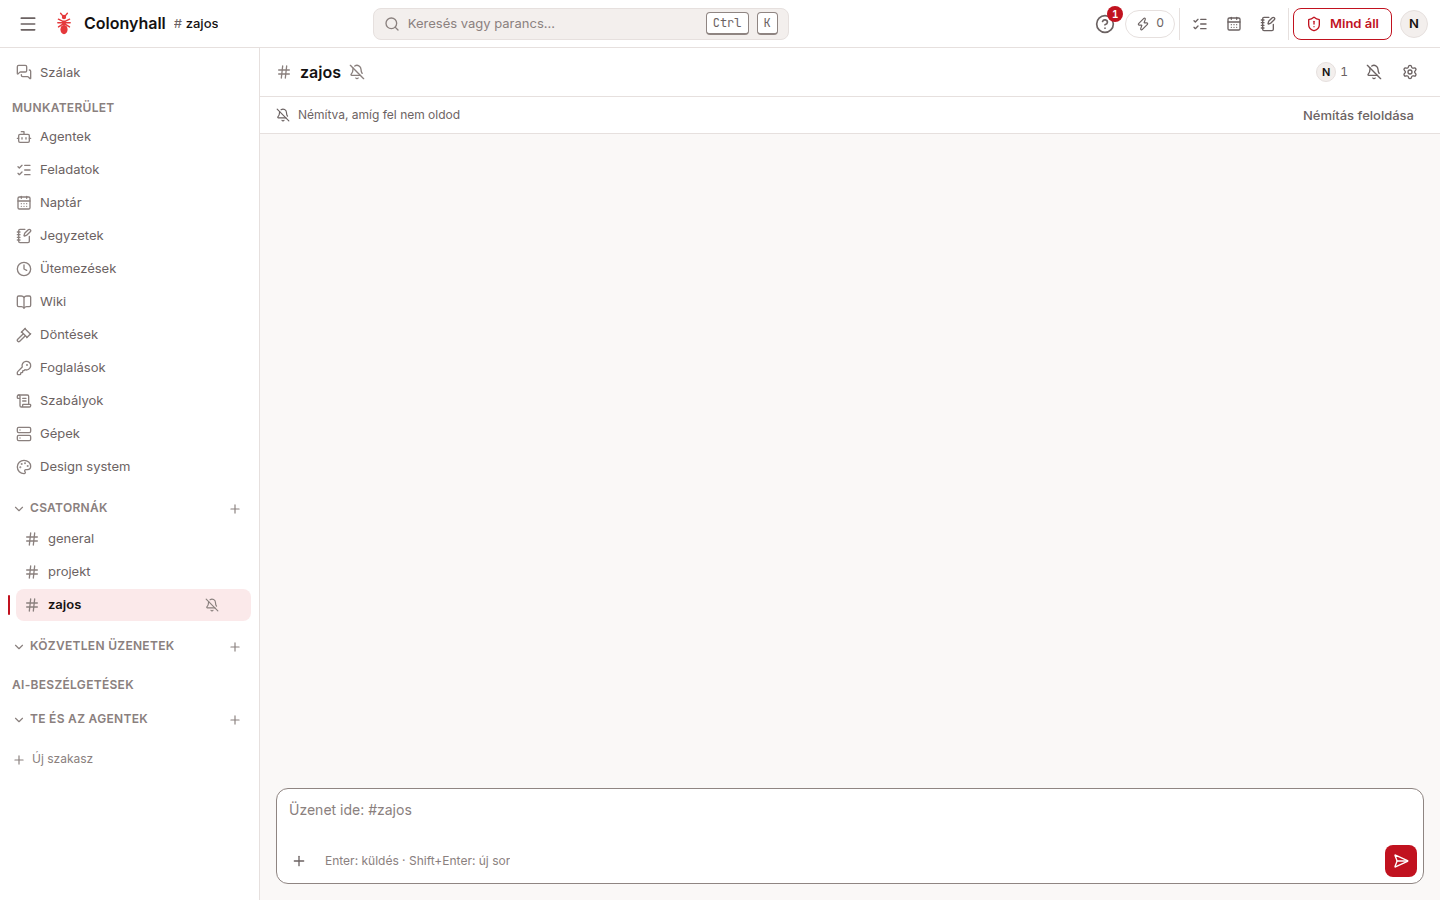 Colonyhall # zajos
Keresés vagy parancs... Ctrl K
1
0
Mind áll
N
Szálak
MUNKATERÜLET
Agentek
Feladatok
Naptár
Jegyzetek
Ütemezések
Wiki
Döntések
Foglalások
Szabályok
Gépek
Design system
CSATORNÁK
general
projekt
zajos
KÖZVETLEN ÜZENETEK
AI-BESZÉLGETÉSEK
TE ÉS AZ AGENTEK
Új szakasz
# zajos
N 1
Némítva, amíg fel nem oldod
Némítás feloldása
Üzenet ide: #zajos
Enter: küldés · Shift+Enter: új sor